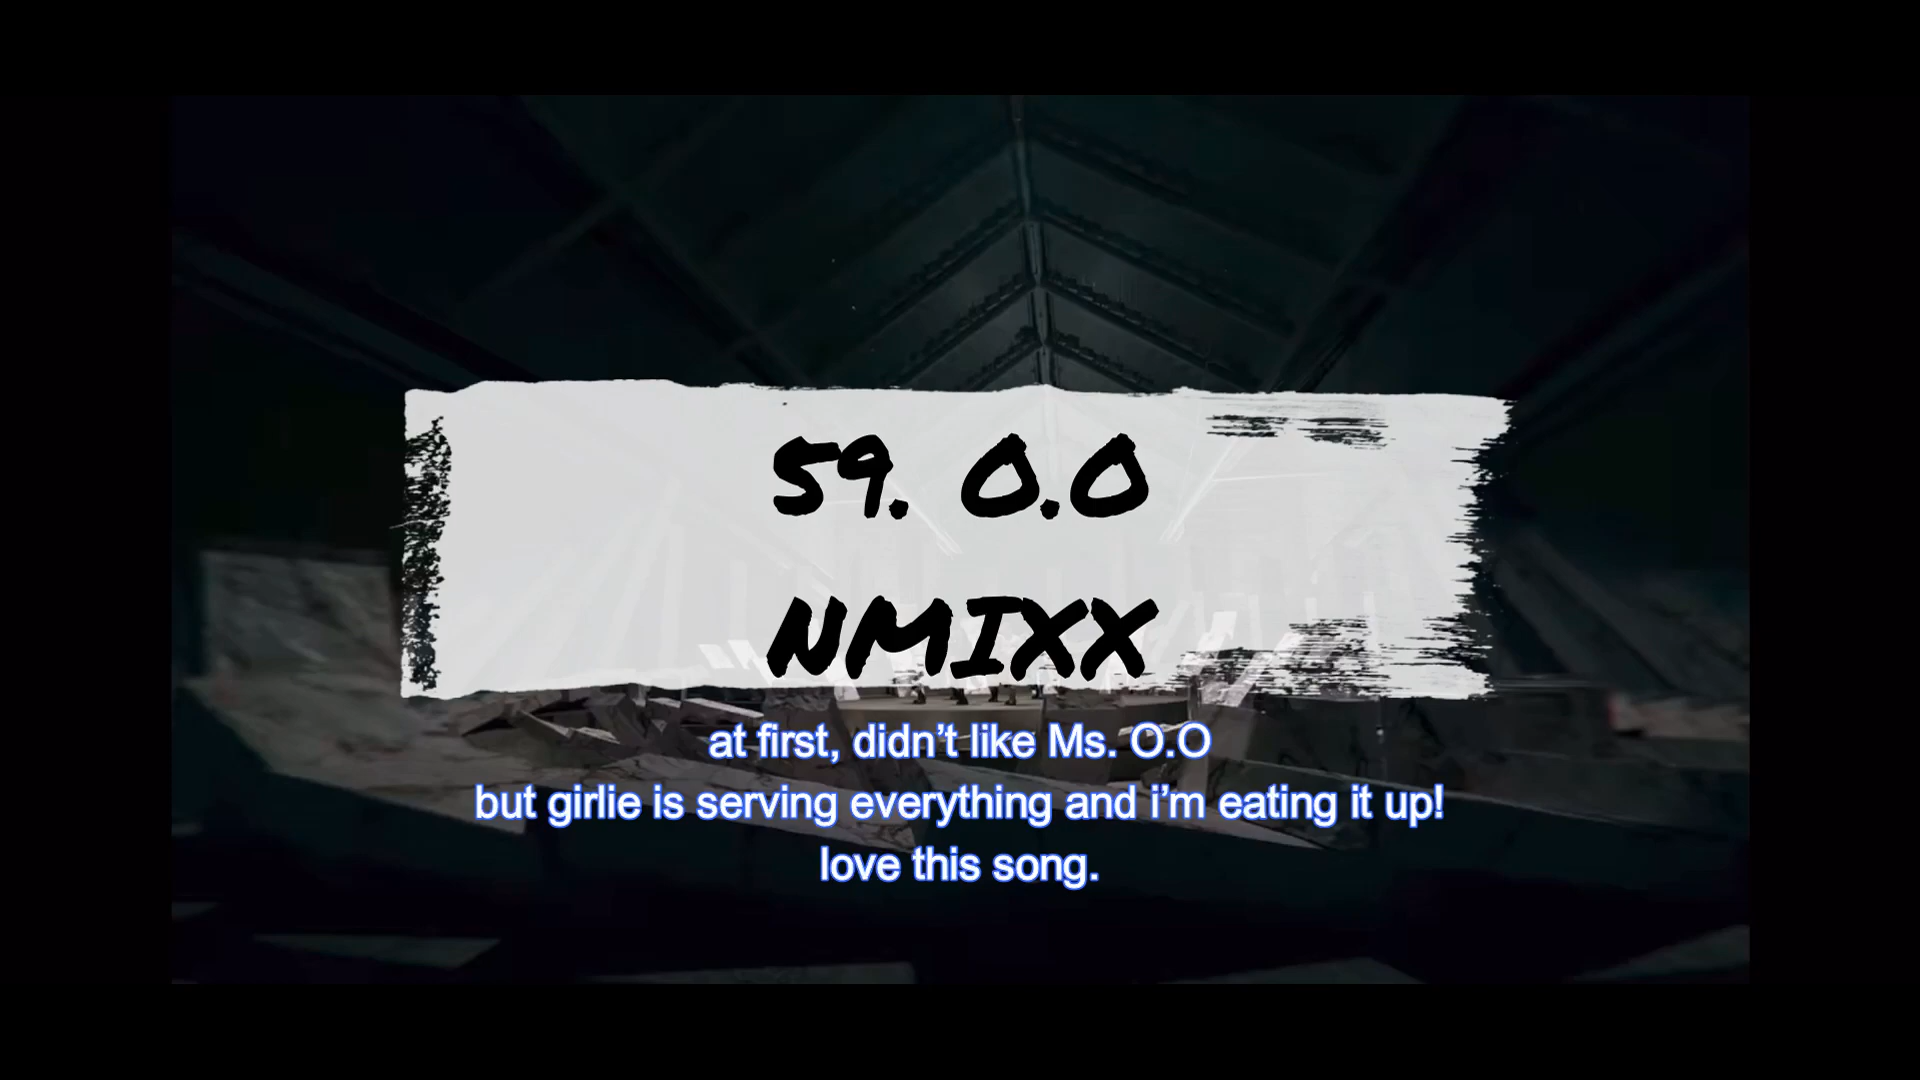 59. O.O
NMIXX
at first, didn’t like Ms. O.O
but girlie is serving everything and i’m eating it up!
love this song.